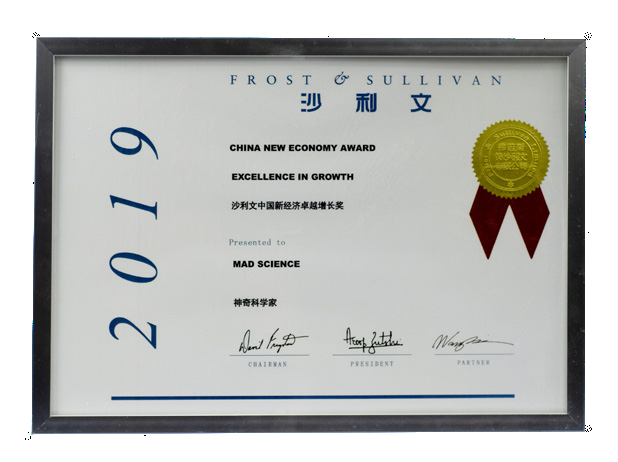 FROST & SULLIVAN
沙利文
2019
CHINA NEW ECONOMY AWARD
EXCELLENCE IN GROWTH
沙利文中国新经济卓越增长奖
Presented to
MAD SCIENCE
神奇科学家
CHAIRMAN
PRESIDENT
PARTNER